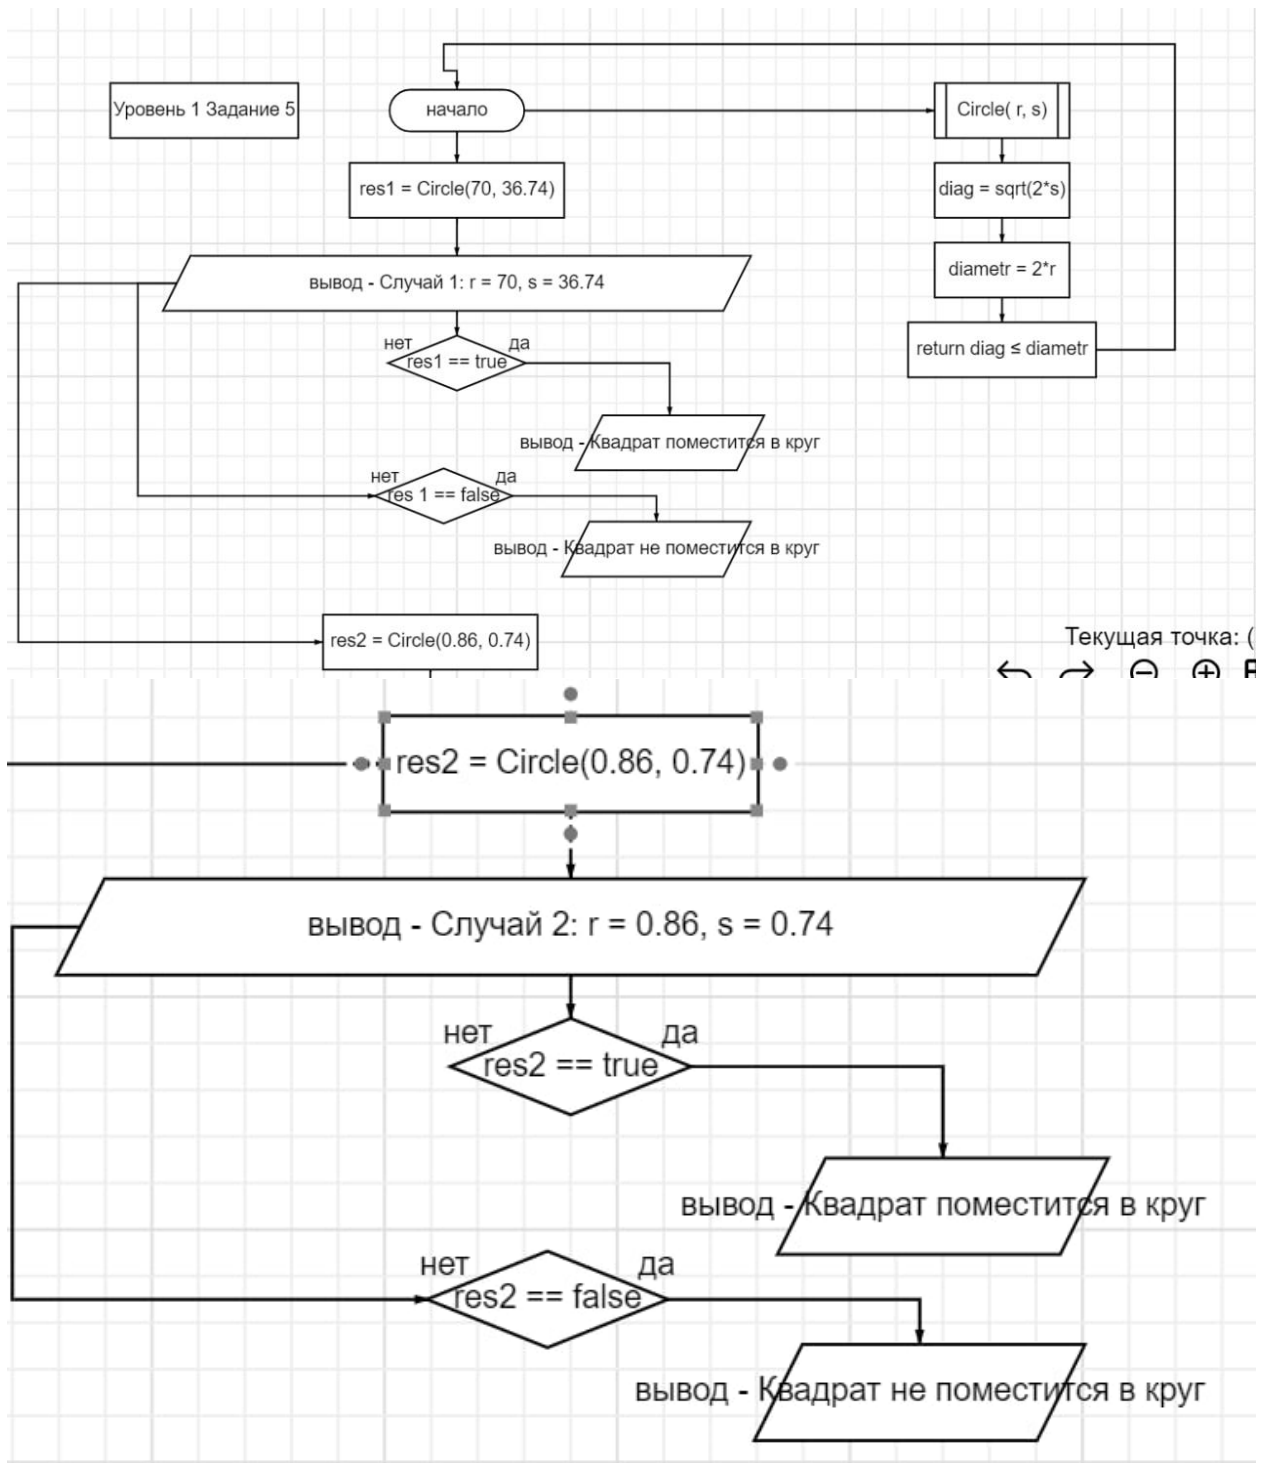 Уровень 1 Задание 5
начало
Circle( r, s)
res1 = Circle(70, 36.74)
diag = sqrt(2*s)
diametr = 2*r
вывод - Случай 1: r = 70, s = 36.74
нет
да
res1 == true
return diag ≤ diametr
вывод - Квадрат поместится в круг
нет
да
res 1 == false
вывод - Квадрат не поместится в круг
res2 = Circle(0.86, 0.74)
Текущая точка: (
res2 = Circle(0.86, 0.74)
вывод - Случай 2: r = 0.86, s = 0.74
нет
да
res2 == true
вывод - Квадрат поместится в круг
нет
да
res2 == false
вывод - Квадрат не поместится в круг